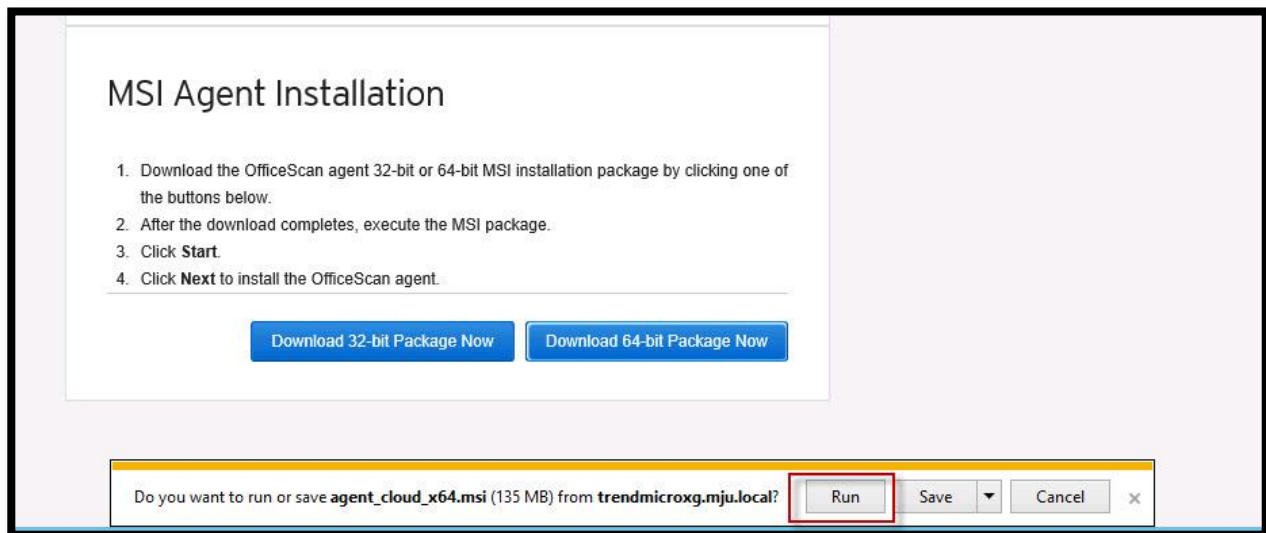 MSI Agent Installation
1. Download the OfficeScan agent 32-bit or 64-bit MSI installation package by clicking one of
the buttons below.
2. After the download completes, execute the MSI package.
3. Click Start.
4. Click Next to install the OfficeScan agent.
Download 32-bit Package Now Download 64-bit Package Now
Do you want to run or save agent_cloud_x64.msi (135 MB) from trendmicroxg.mju.local? Run Save Cancel